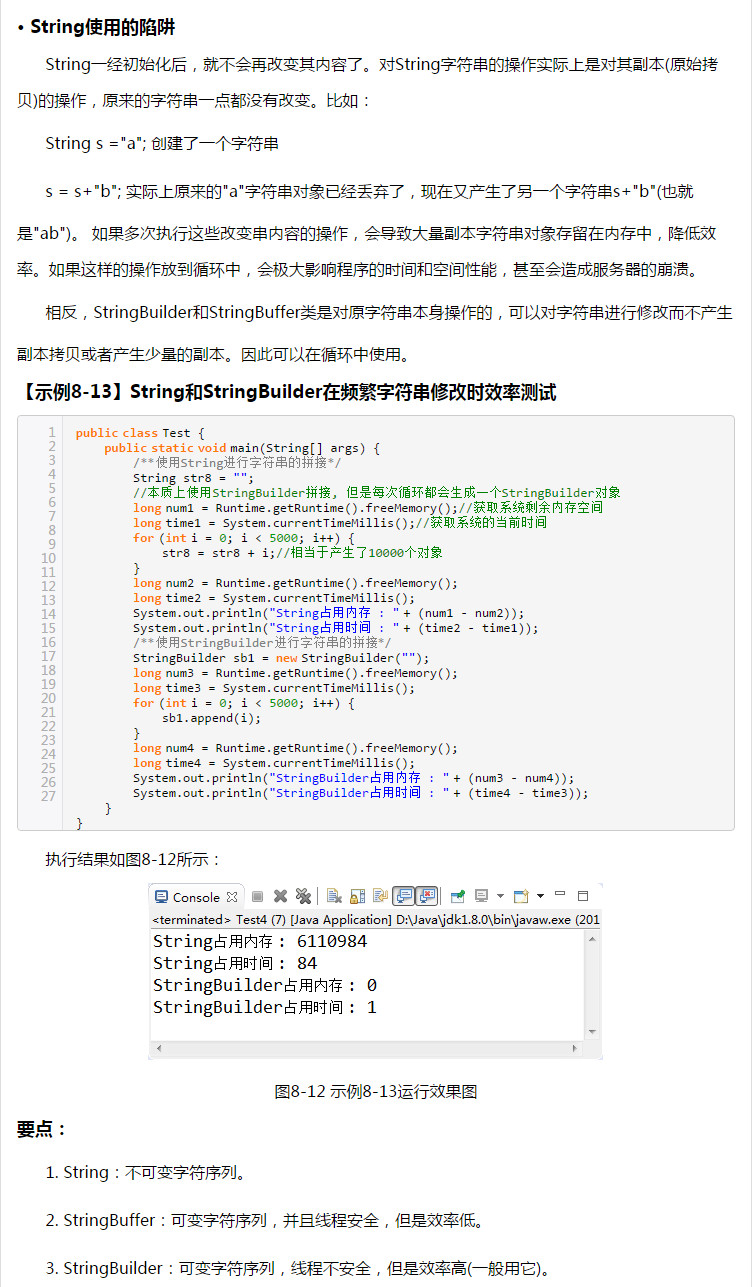 • String使用的陷阱
String一经初始化后，就不会再改变其内容了。对String字符串的操作实际上是对其副本(原始拷
贝)的操作，原来的字符串一点都没有改变。比如：
String s ="a"; 创建了一个字符串
s = s+"b"; 实际上原来的"a"字符串对象已经丢弃了，现在又产生了另一个字符串s+"b"(也就
是"ab")。 如果多次执行这些改变串内容的操作，会导致大量副本字符串对象存留在内存中，降低效
率。如果这样的操作放到循环中，会极大影响程序的时间和空间性能，甚至会造成服务器的崩溃。
相反，StringBuilder和StringBuffer类是对原字符串本身操作的，可以对字符串进行修改而不产生
副本拷贝或者产生少量的副本。因此可以在循环中使用。
【示例8-13】String和StringBuilder在频繁字符串修改时效率测试
1 public class Test {
2 public static void main(String[] args) {
3 /**使用String进行字符串的拼接*/
4 String str8 = "";
5 //本质上使用StringBuilder拼接, 但是每次循环都会生成一个StringBuilder对象
6 long num1 = Runtime.getRuntime().freeMemory();//获取系统剩余内存空间
7 long time1 = System.currentTimeMillis();//获取系统的当前时间
8 for (int i = 0; i < 5000; i++) {
9 str8 = str8 + i;//相当于产生了10000个对象
10 }
11 long num2 = Runtime.getRuntime().freeMemory();
12 long time2 = System.currentTimeMillis();
13 System.out.println("String占用内存 : " + (num1 - num2));
14 System.out.println("String占用时间 : " + (time2 - time1));
15 /**使用StringBuilder进行字符串的拼接*/
16 StringBuilder sb1 = new StringBuilder("");
17 long num3 = Runtime.getRuntime().freeMemory();
18 long time3 = System.currentTimeMillis();
19 for (int i = 0; i < 5000; i++) {
20 sb1.append(i);
21 }
22 long num4 = Runtime.getRuntime().freeMemory();
23 long time4 = System.currentTimeMillis();
24 System.out.println("StringBuilder占用内存 : " + (num3 - num4));
25 System.out.println("StringBuilder占用时间 : " + (time4 - time3));
26 }
27 }
执行结果如图8-12所示：
Console
<terminated> Test4 (7) [Java Application] D:\Java\jdk1.8.0\bin\javaw.exe (201
String占用内存 : 6110984
String占用时间 : 84
StringBuilder占用内存 : 0
StringBuilder占用时间 : 1
图8-12 示例8-13运行效果图
要点：
1. String：不可变字符序列。
2. StringBuffer：可变字符序列，并且线程安全，但是效率低。
3. StringBuilder：可变字符序列，线程不安全，但是效率高(一般用它)。